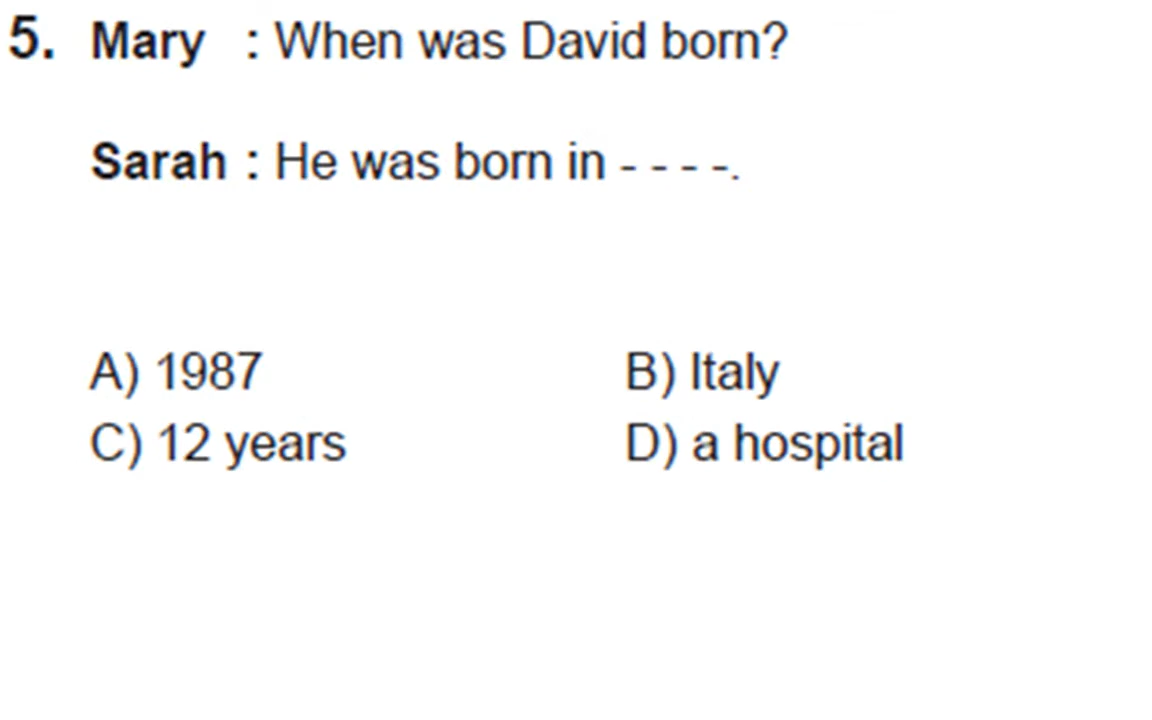 5. Mary : When was David born?
Sarah : He was born in - - - -.
A) 1987 B) Italy
C) 12 years D) a hospital